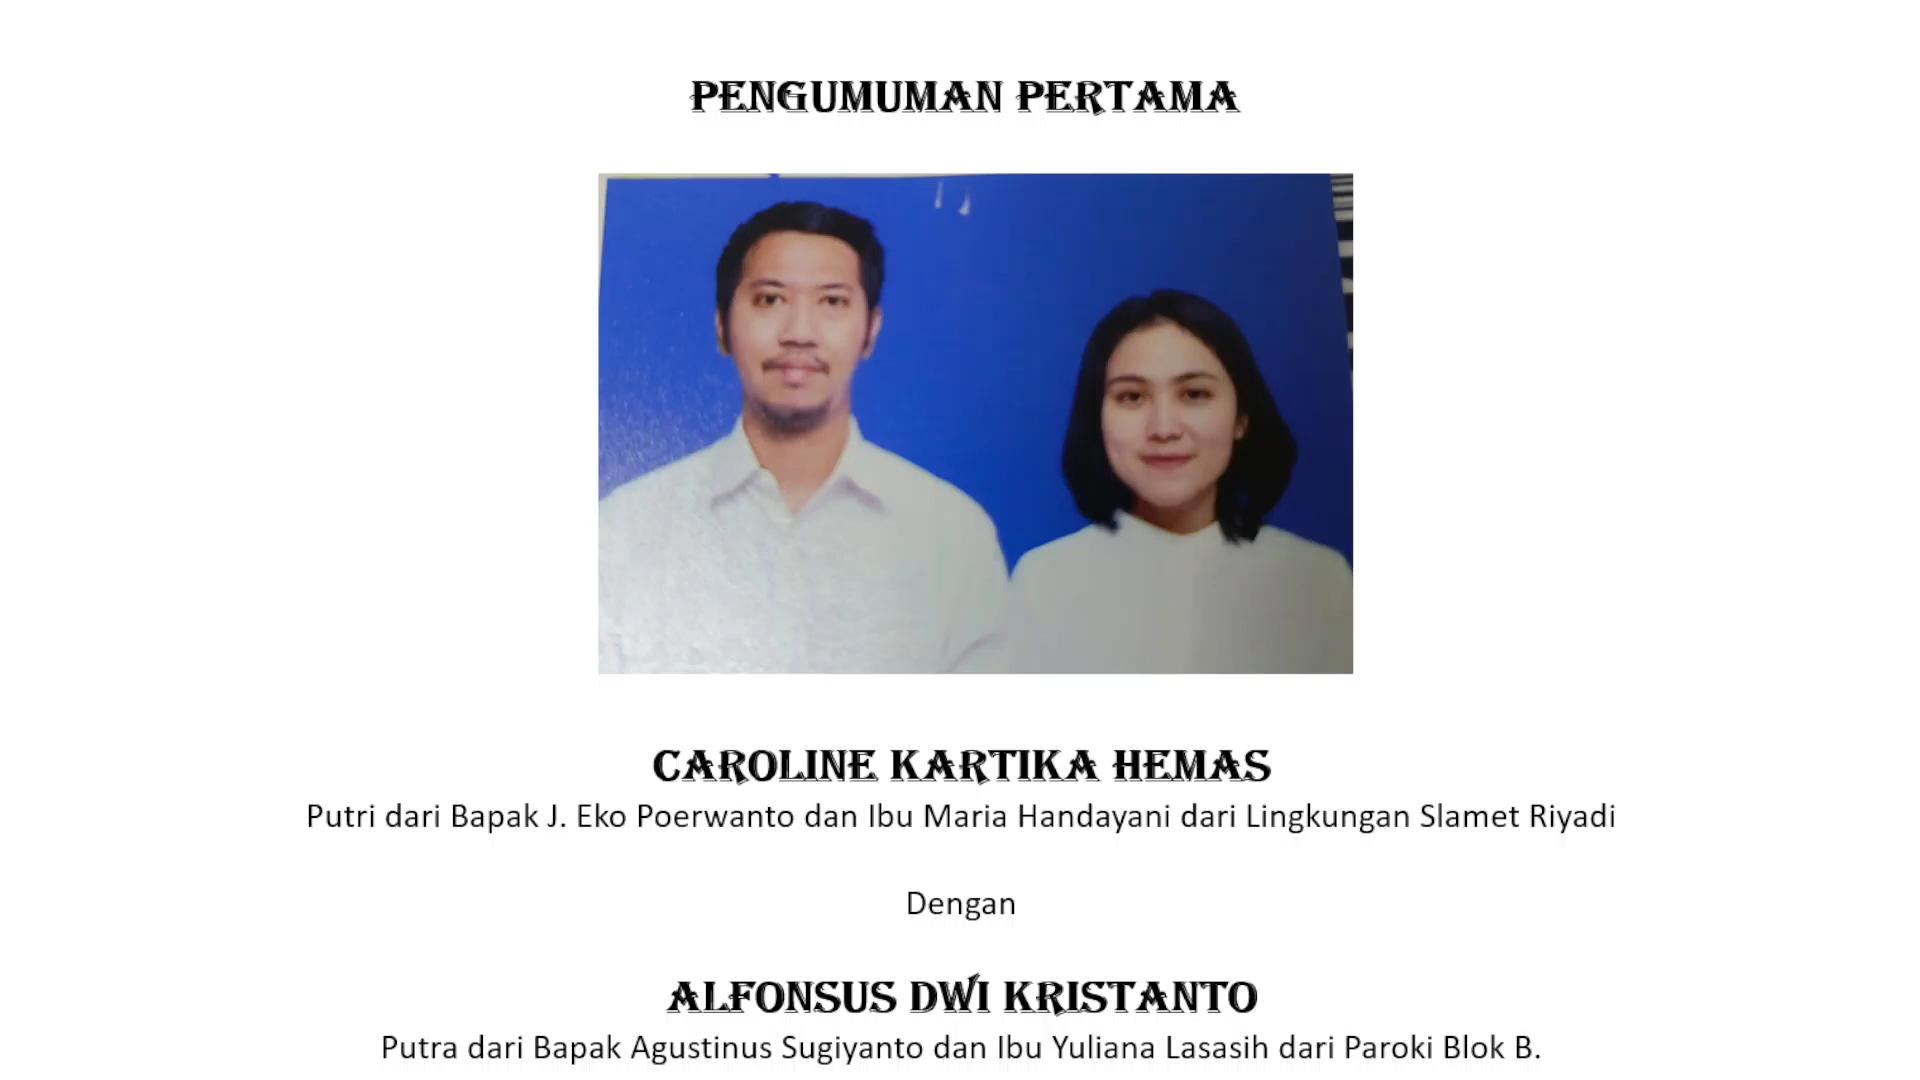 PENGUMUMAN PERTAMA
CAROLINE KARTIKA HEMAS
Putri dari Bapak J. Eko Poerwanto dan Ibu Maria Handayani dari Lingkungan Slamet Riyadi
Dengan
ALFONSUS DWI KRISTANTO
Putra dari Bapak Agustinus Sugiyanto dan Ibu Yuliana Lasasih dari Paroki Blok B.